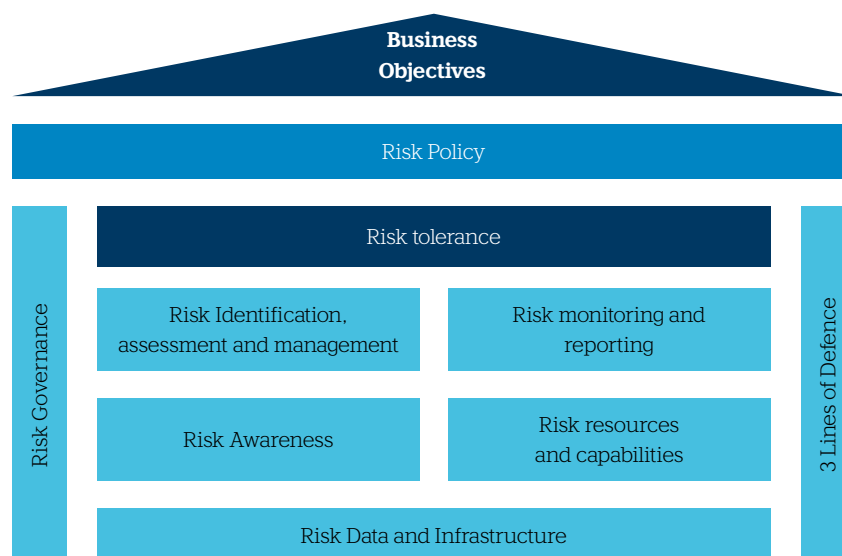 Business
Objectives
Risk Policy
Risk Governance
Risk tolerance
Risk Identification,
assessment and management
Risk monitoring and
reporting
Risk Awareness
Risk resources
and capabilities
Risk Data and Infrastructure
3 Lines of Defence